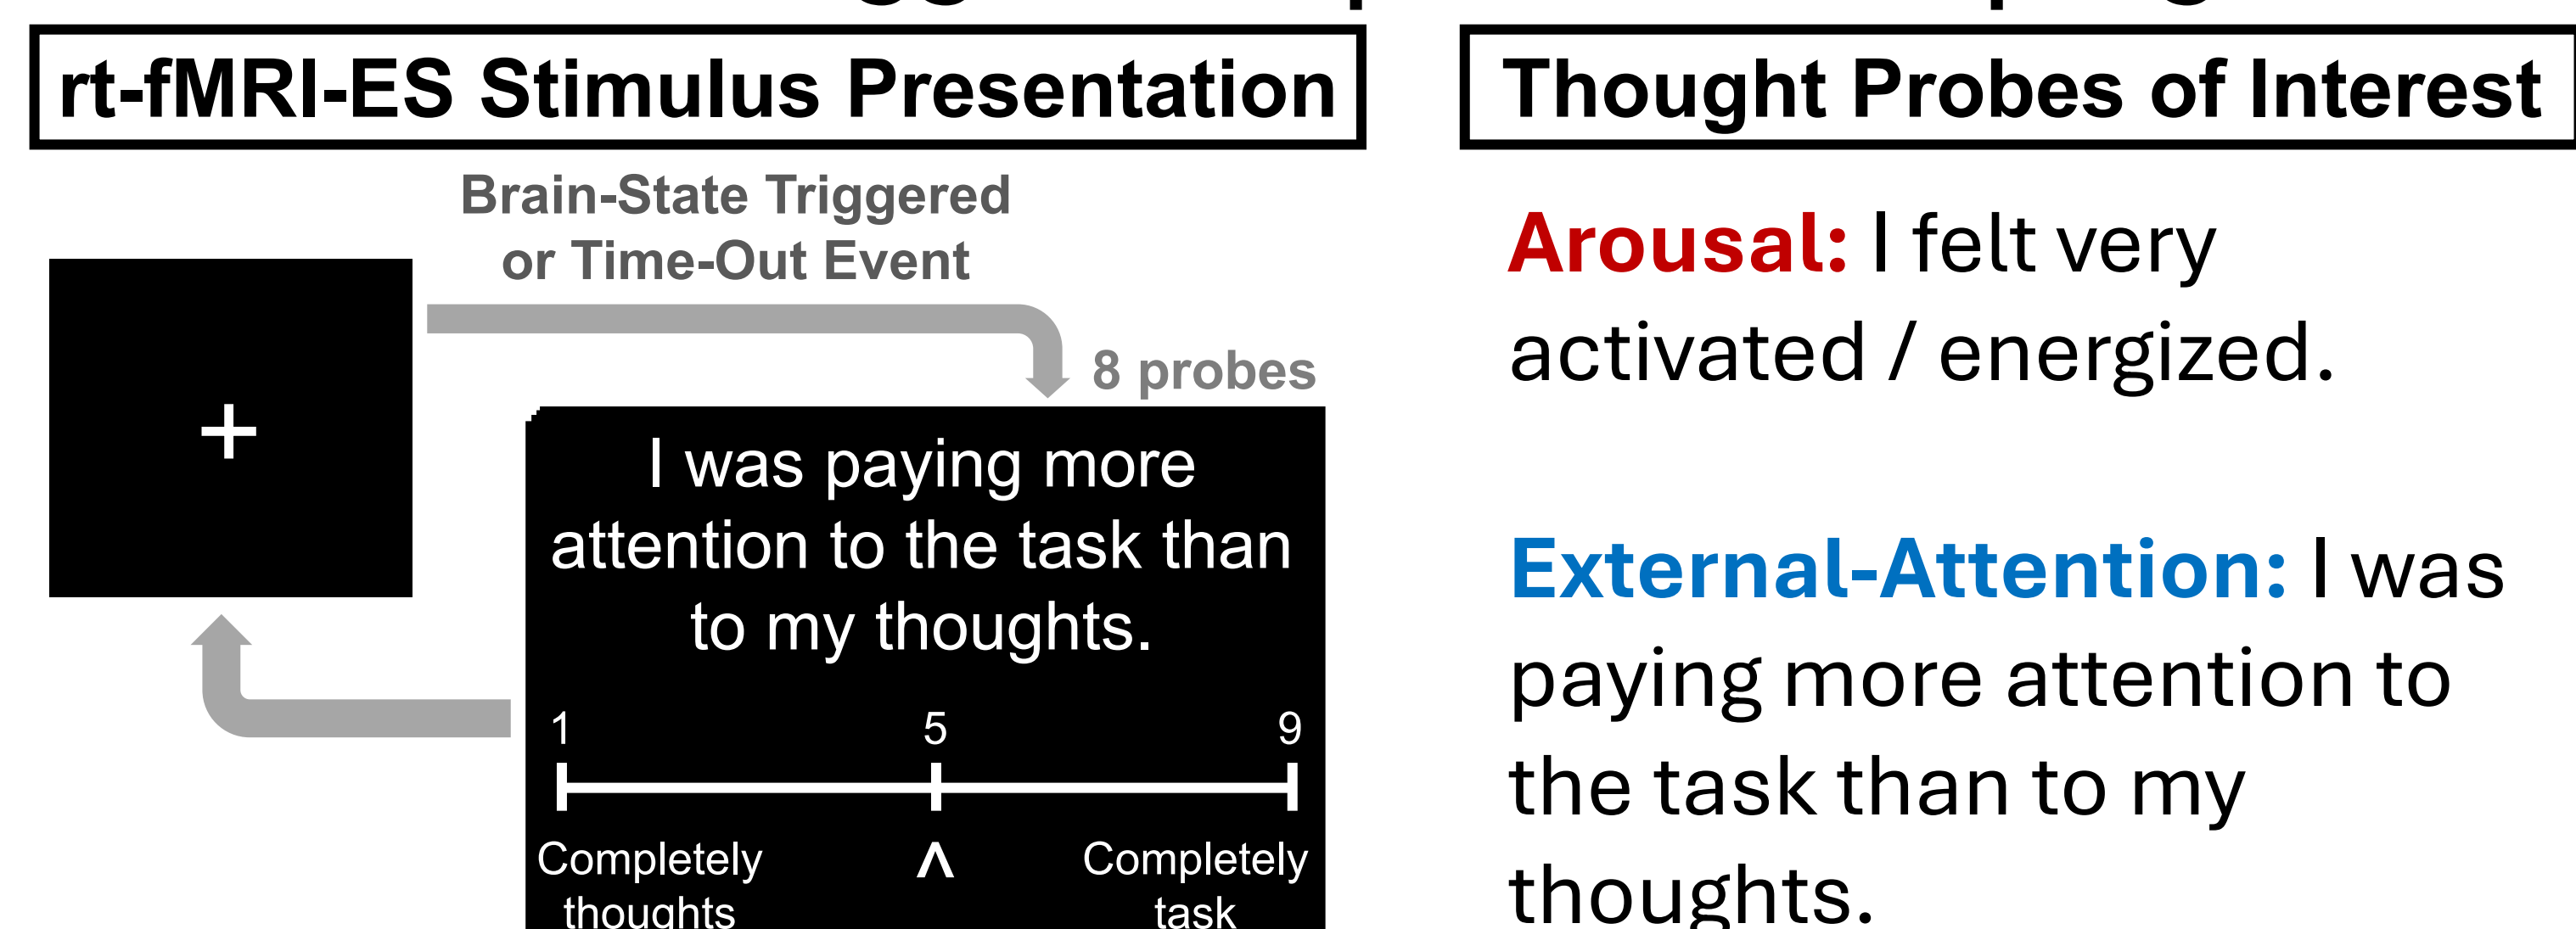 rt-fMRI-ES Stimulus Presentation
Brain-State Triggered
or Time-Out Event
+
8 probes
I was paying more
attention to the task than
to my thoughts.
1 5 9
Completely Λ Completely
thoughts task
Thought Probes of Interest
Arousal: I felt very
activated / energized.
External-Attention: I was
paying more attention to
the task than to my
thoughts.